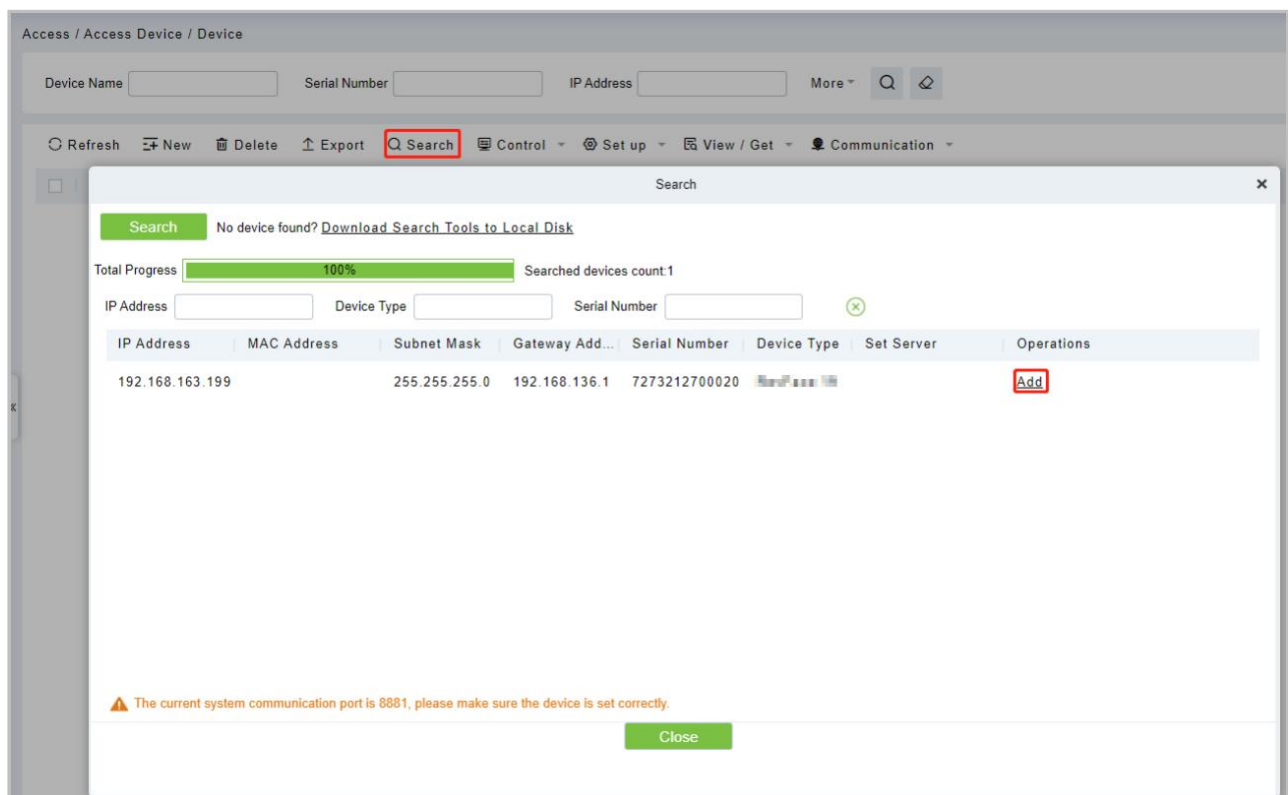 Access / Access Device / Device
Device Name Serial Number IP Address More
Refresh New Delete Export Search Control Set up View / Get Communication
Search
Search No device found? Download Search Tools to Local Disk
Total Progress 100% Searched devices count:1
IP Address Device Type Serial Number
IP Address MAC Address Subnet Mask Gateway Add... Serial Number Device Type Set Server Operations
192.168.163.199 255.255.255.0 192.168.136.1 7273212700020 Add
The current system communication port is 8881, please make sure the device is set correctly.
Close